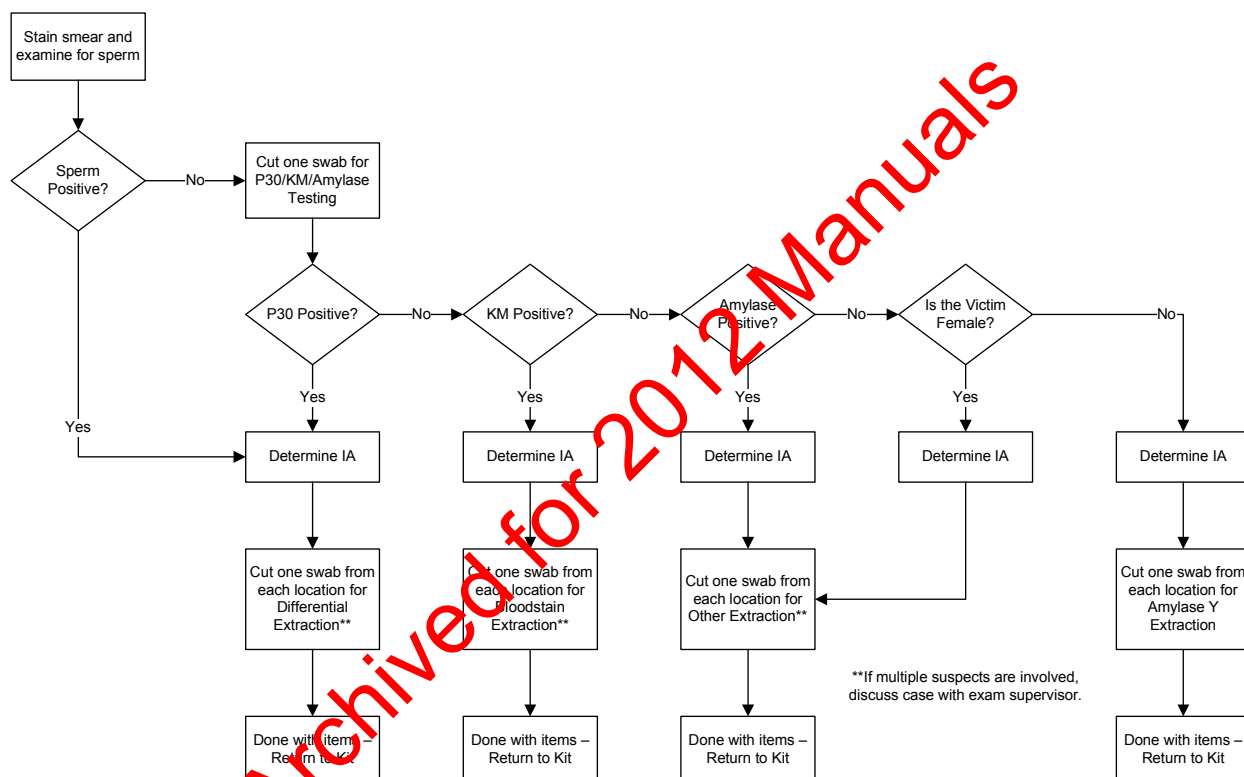 Stain smear and
examine for sperm
Sperm
Positive?
No
Cut one swab for
P30/KM/Amylase
Testing
P30 Positive?
No
KM Positive?
No
Amylase
Positive?
No
Is the Victim
Female?
No
Yes
Yes
Yes
Yes
Yes
Determine IA
Determine IA
Determine IA
Determine IA
Determine IA
Cut one swab from
each location for
Differential
Extraction**
Cut one swab from
each location for
Bloodstain
Extraction**
Cut one swab from
each location for
Other Extraction**
Cut one swab from
each location for
Amylase Y
Extraction
**If multiple suspects are involved,
discuss case with exam supervisor.
Done with items –
Return to Kit
Done with items –
Return to Kit
Done with items –
Return to Kit
Done with items –
Return to Kit
Archived for 2012 Manuals